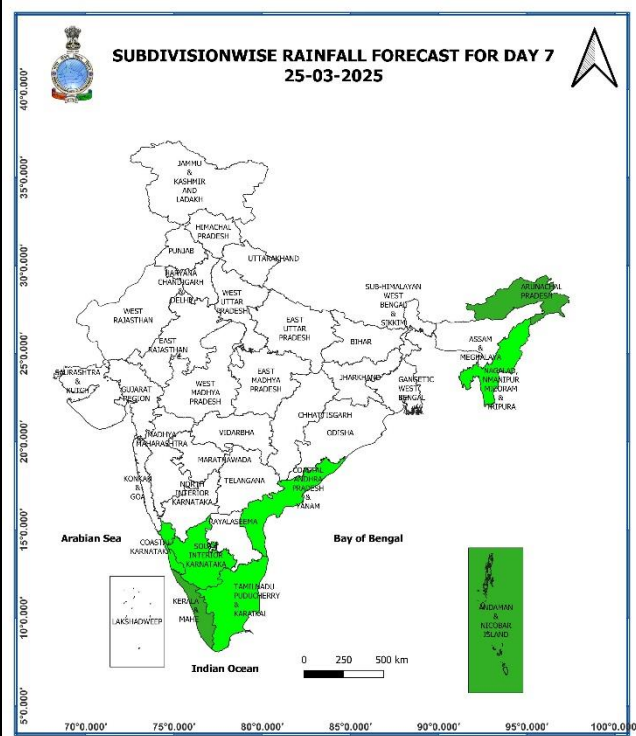 SUBDIVISIONWISE RAINFALL FORECAST FOR DAY 7
25-03-2025
40°0.000'
35°0.000'
30°0.000'
25°0.000'
20°0.000'
15°0.000'
10°0.000'
5°0.000'
JAMMU
&
KASHMIR
AND
LADAKH
HIMACHAL
PRADESH
PUNJAB
UTTARAKHAND
HARYANA
CHANDIGARH
&
DELHI
WEST
UTTAR
PRADESH
SUB-HIMALAYAN
WEST
BENGAL
&
SIKKIM
ARUNACHAL
PRADESH
WEST
RAJASTHAN
EAST
RAJASTHAN
EAST
UTTAR
PRADESH
BIHAR
ASSAM
&
MEGHALAYA
NAGALAD,
NMANIPUR
MIZORAM
&
TRIPURA
SAURASHTRA
&
KUTCH
GUJARAT
REGION
WEST
MADHYA
PRADESH
EAST
MADHYA
PRADESH
JHARKHAND
GANGETIC
WEST
BENGAL
CHHATTISGARH
ODISHA
MADHYA
MAHARASHTRA
VIDARBHA
MARATHAWADA
KONKAN
&
GOA
NORTH
INTERIOR
KARNATAKA
TELANGANA
COASTAL
ANDHRA
PRADESH
&
YANAM
RAYALASEEMA
Arabian Sea
Bay of Bengal
COASTAL
KARNATAKA
SOUTH
INTERIOR
KARNATAKA
TAMILNADU
PUDUCHERRY
&
KARAIKAL
KERALA
&
MAHE
LAKSHADWEEP
ANDAMAN
&
NICOBAR
ISLAND
Indian Ocean
0 250 500 km
70°0.000' 75°0.000' 80°0.000' 85°0.000' 90°0.000' 95°0.000' 100°0.000'